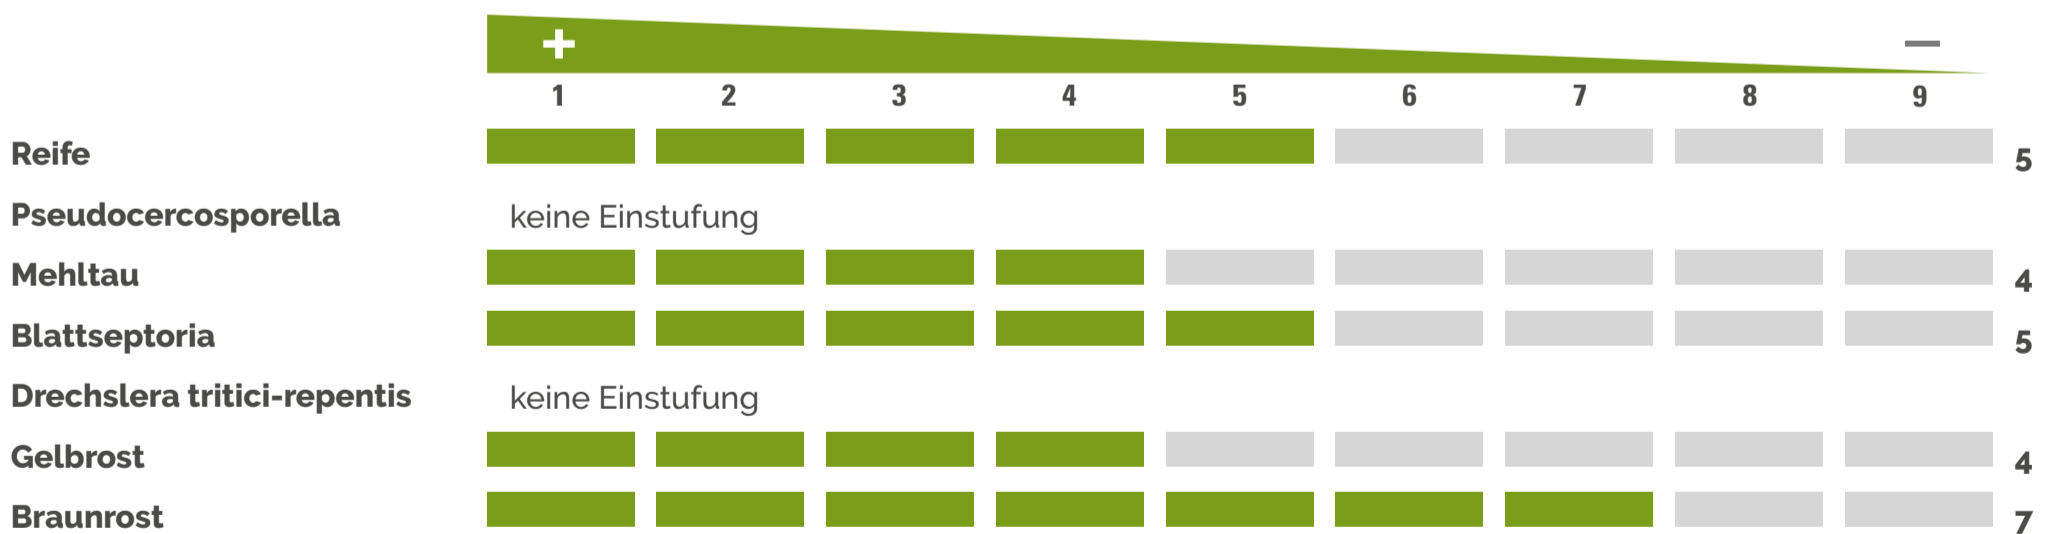 + –
1 2 3 4 5 6 7 8 9
Reife 5
Pseudocercosporella keine Einstufung
Mehltau 4
Blattseptoria 5
Drechslera tritici-repentis keine Einstufung
Gelbrost 4
Braunrost 7